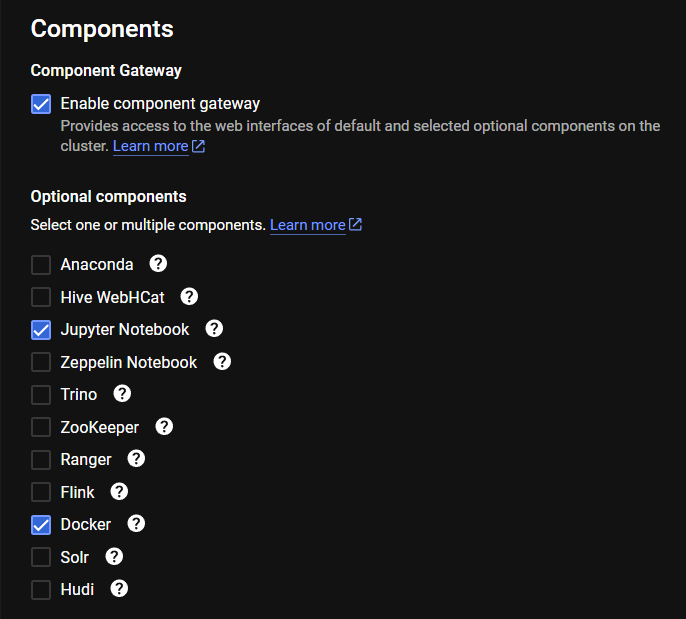 Components
Component Gateway
Enable component gateway
Provides access to the web interfaces of default and selected optional components on the
cluster. Learn more
Optional components
Select one or multiple components. Learn more
Anaconda ?
Hive WebHCat ?
Jupyter Notebook ?
Zeppelin Notebook ?
Trino ?
ZooKeeper ?
Ranger ?
Flink ?
Docker ?
Solr ?
Hudi ?